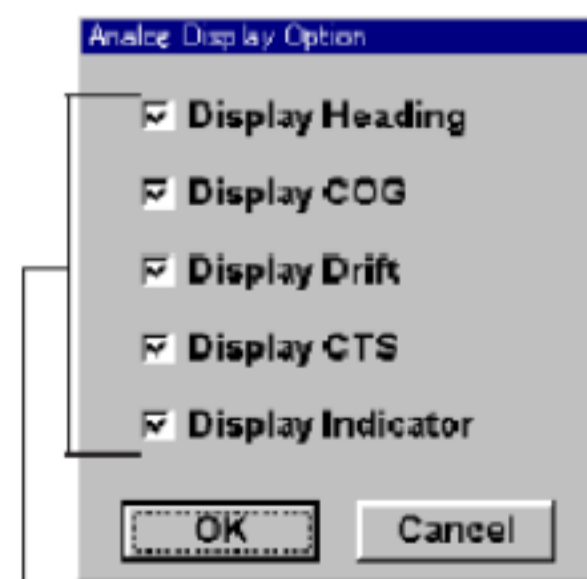 Analog Display Option
Display Heading
Display COG
Display Drift
Display CTS
Display Indicator
OK Cancel